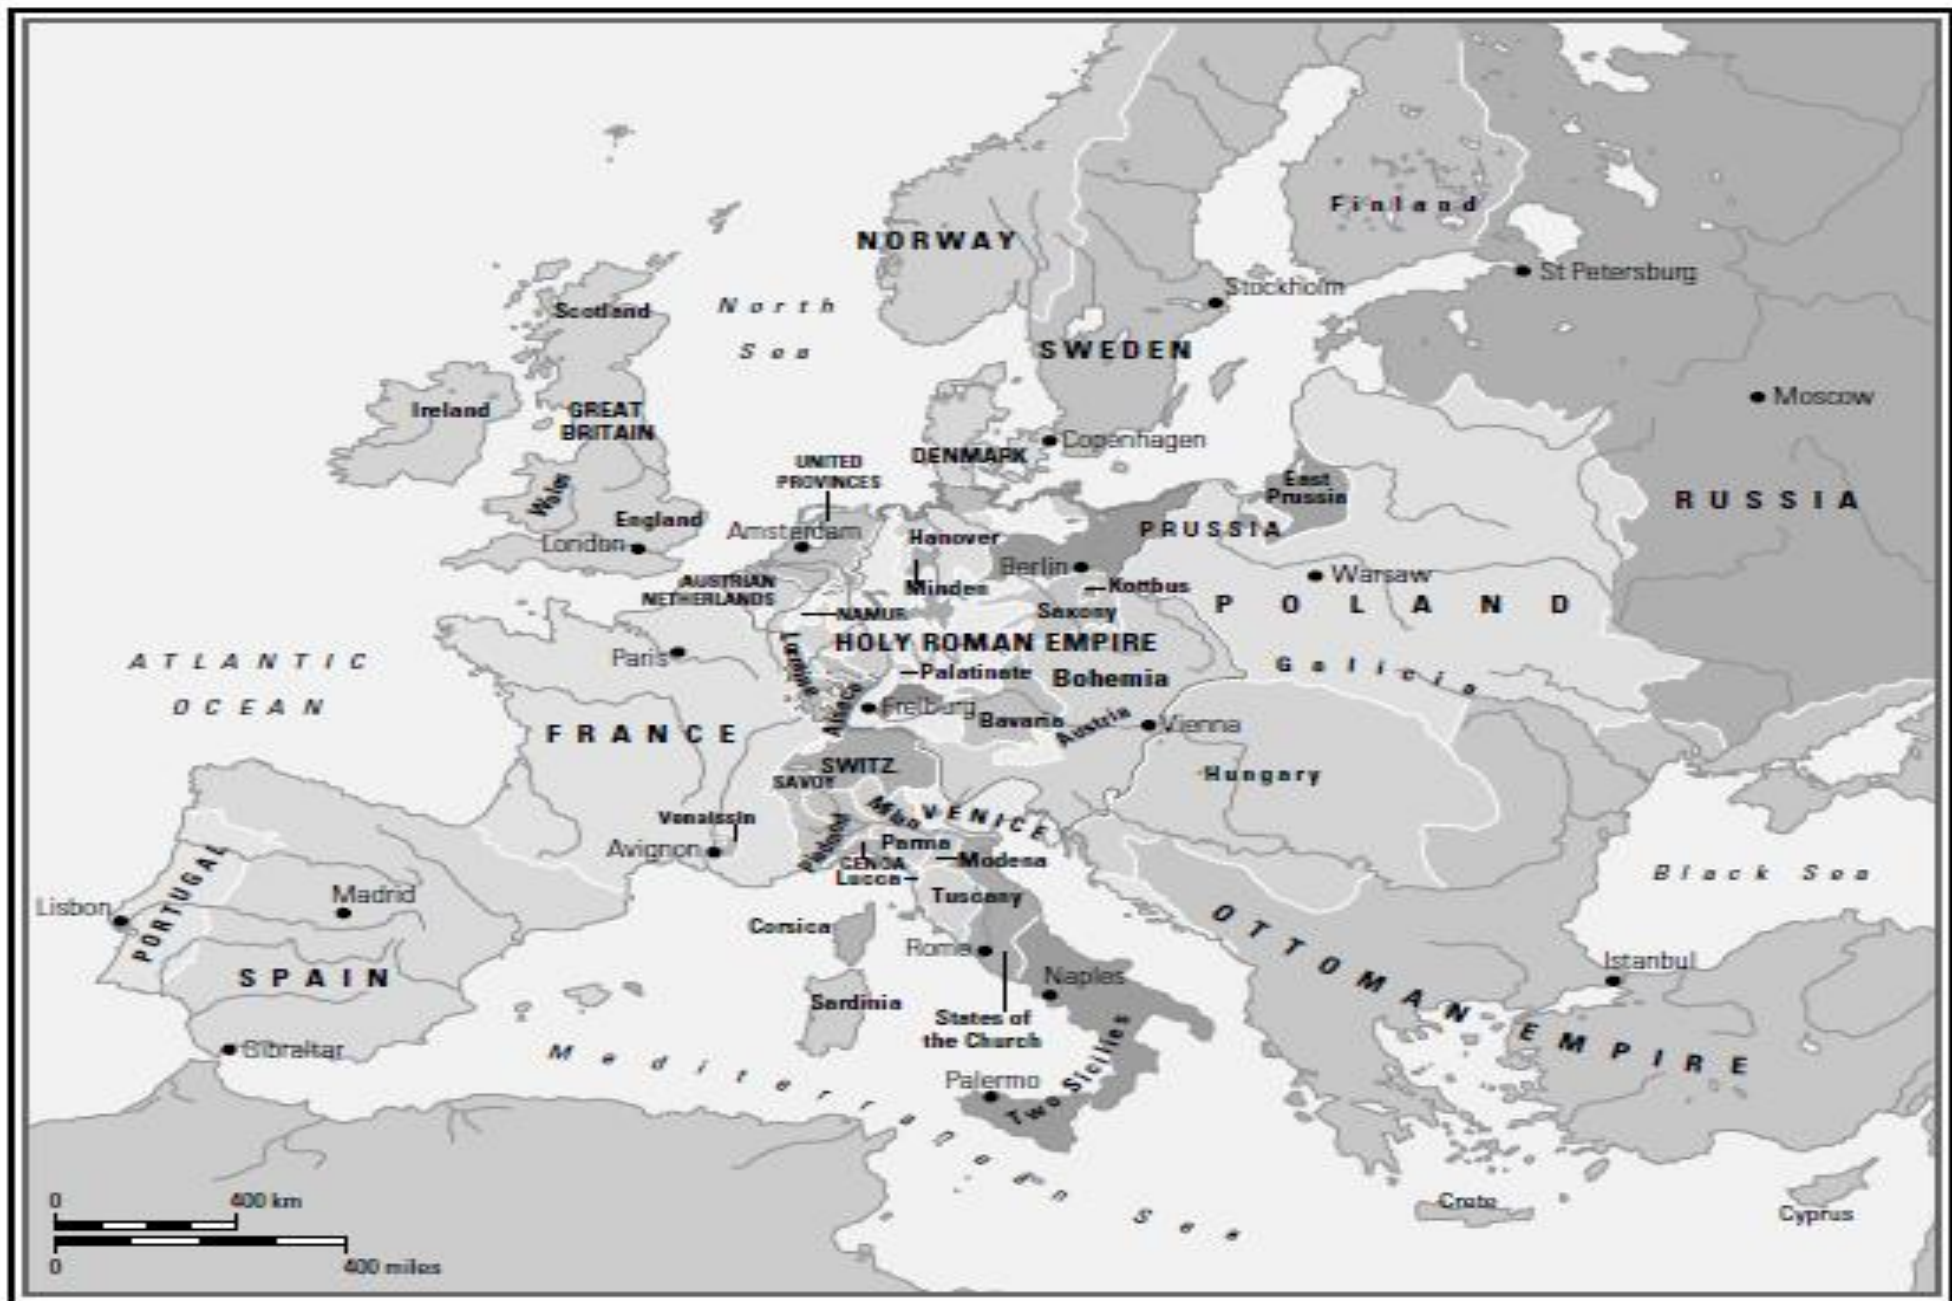 Finland
NORWAY
St Petersburg
Stockholm
Scotland
North
Sea
SWEDEN
Moscow
Ireland
GREAT
BRITAIN
Copenhagen
DENMARK
UNITED
PROVINCES
East
Prussia
Wales
RUSSIA
England
PRUSSIA
Amsterdam
Hanover
London
Berlin
Warsaw
AUSTRIAN
NETHERLANDS
Minden
Kottbus
POLAND
NAMUR
Saxony
HOLY ROMAN EMPIRE
Paris
ATLANTIC
OCEAN
Lorraine
Palatinate
Bohemia
Galicia
Alsace
Freiburg
Bavaria
Austria
Vienna
FRANCE
SWITZ.
SAVOY
Hungary
Milan
VENICE
Venaissin
Piedmont
Parma
Avignon
GENOA
Modena
Lucca
Black Sea
PORTUGAL
Madrid
Tuscany
Lisbon
Corsica
OTTOMAN EMPIRE
Rome
Istanbul
SPAIN
Naples
Sardinia
States of
the Church
Gibraltar
Mediterranean Sea
Palermo
Two Sicilies
Crete
Cyprus
0 400 km
0 400 miles